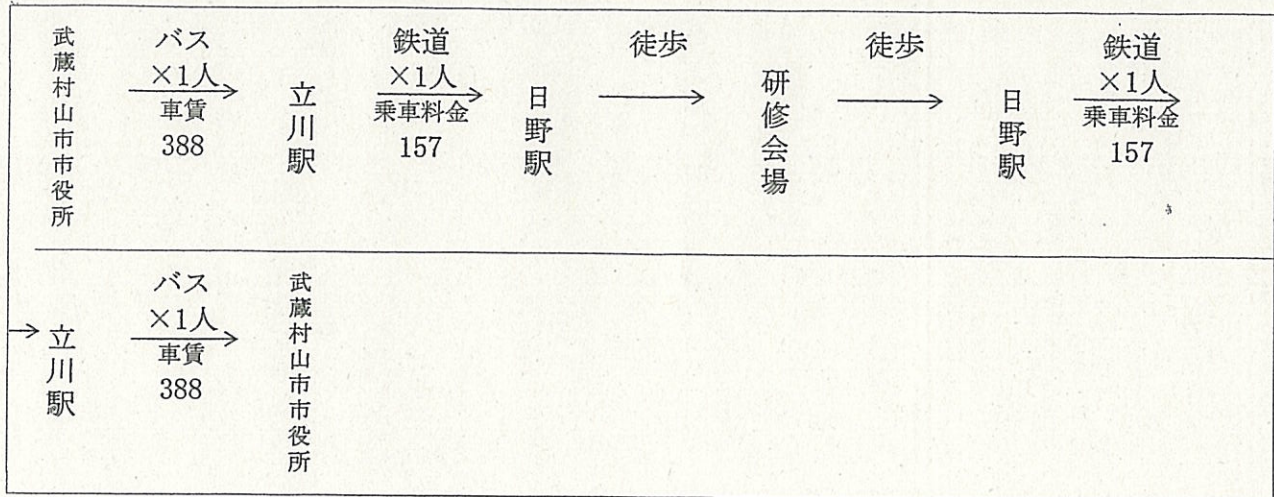 武蔵村山市市役所
バス
×1人
車賃
388
立川駅
鉄道
×1人
乗車料金
157
日野駅
徒歩
研修会場
徒歩
日野駅
鉄道
×1人
乗車料金
157
立川駅
バス
×1人
車賃
388
武蔵村山市市役所